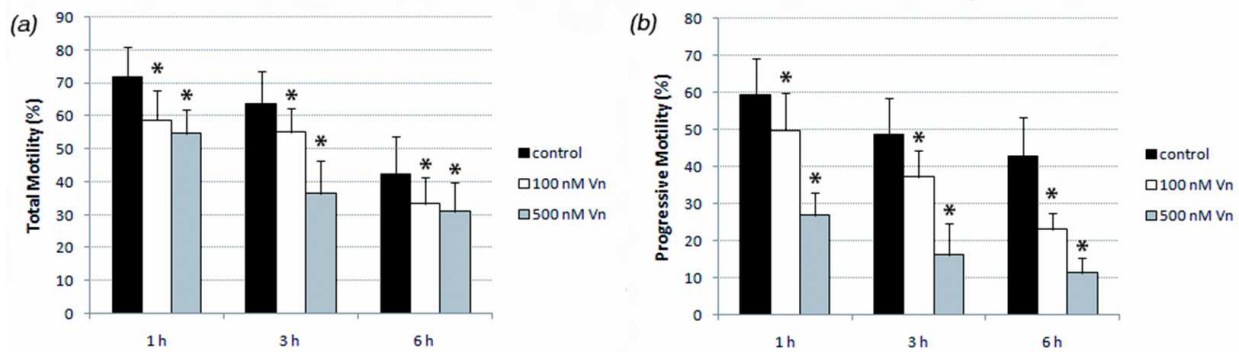 (a)
Total Motility (%)
90
80
70
60
50
40
30
20
10
0
* *
* *
* *
1 h 3 h 6 h
control
100 nM Vn
500 nM Vn
(b)
Progressive Motility (%)
80
70
60
50
40
30
20
10
0
* *
* *
* *
1 h 3 h 6 h
control
100 nM Vn
500 nM Vn